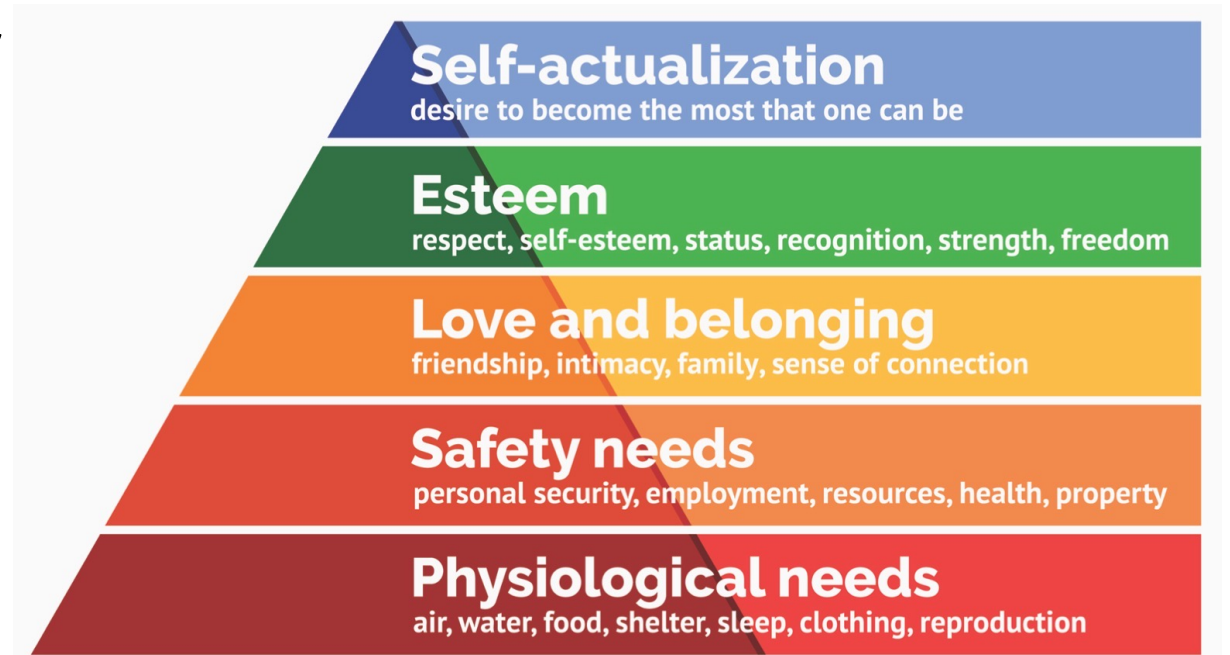 Self-actualization
desire to become the most that one can be
Esteem
respect, self-esteem, status, recognition, strength, freedom
Love and belonging
friendship, intimacy, family, sense of connection
Safety needs
personal security, employment, resources, health, property
Physiological needs
air, water, food, shelter, sleep, clothing, reproduction